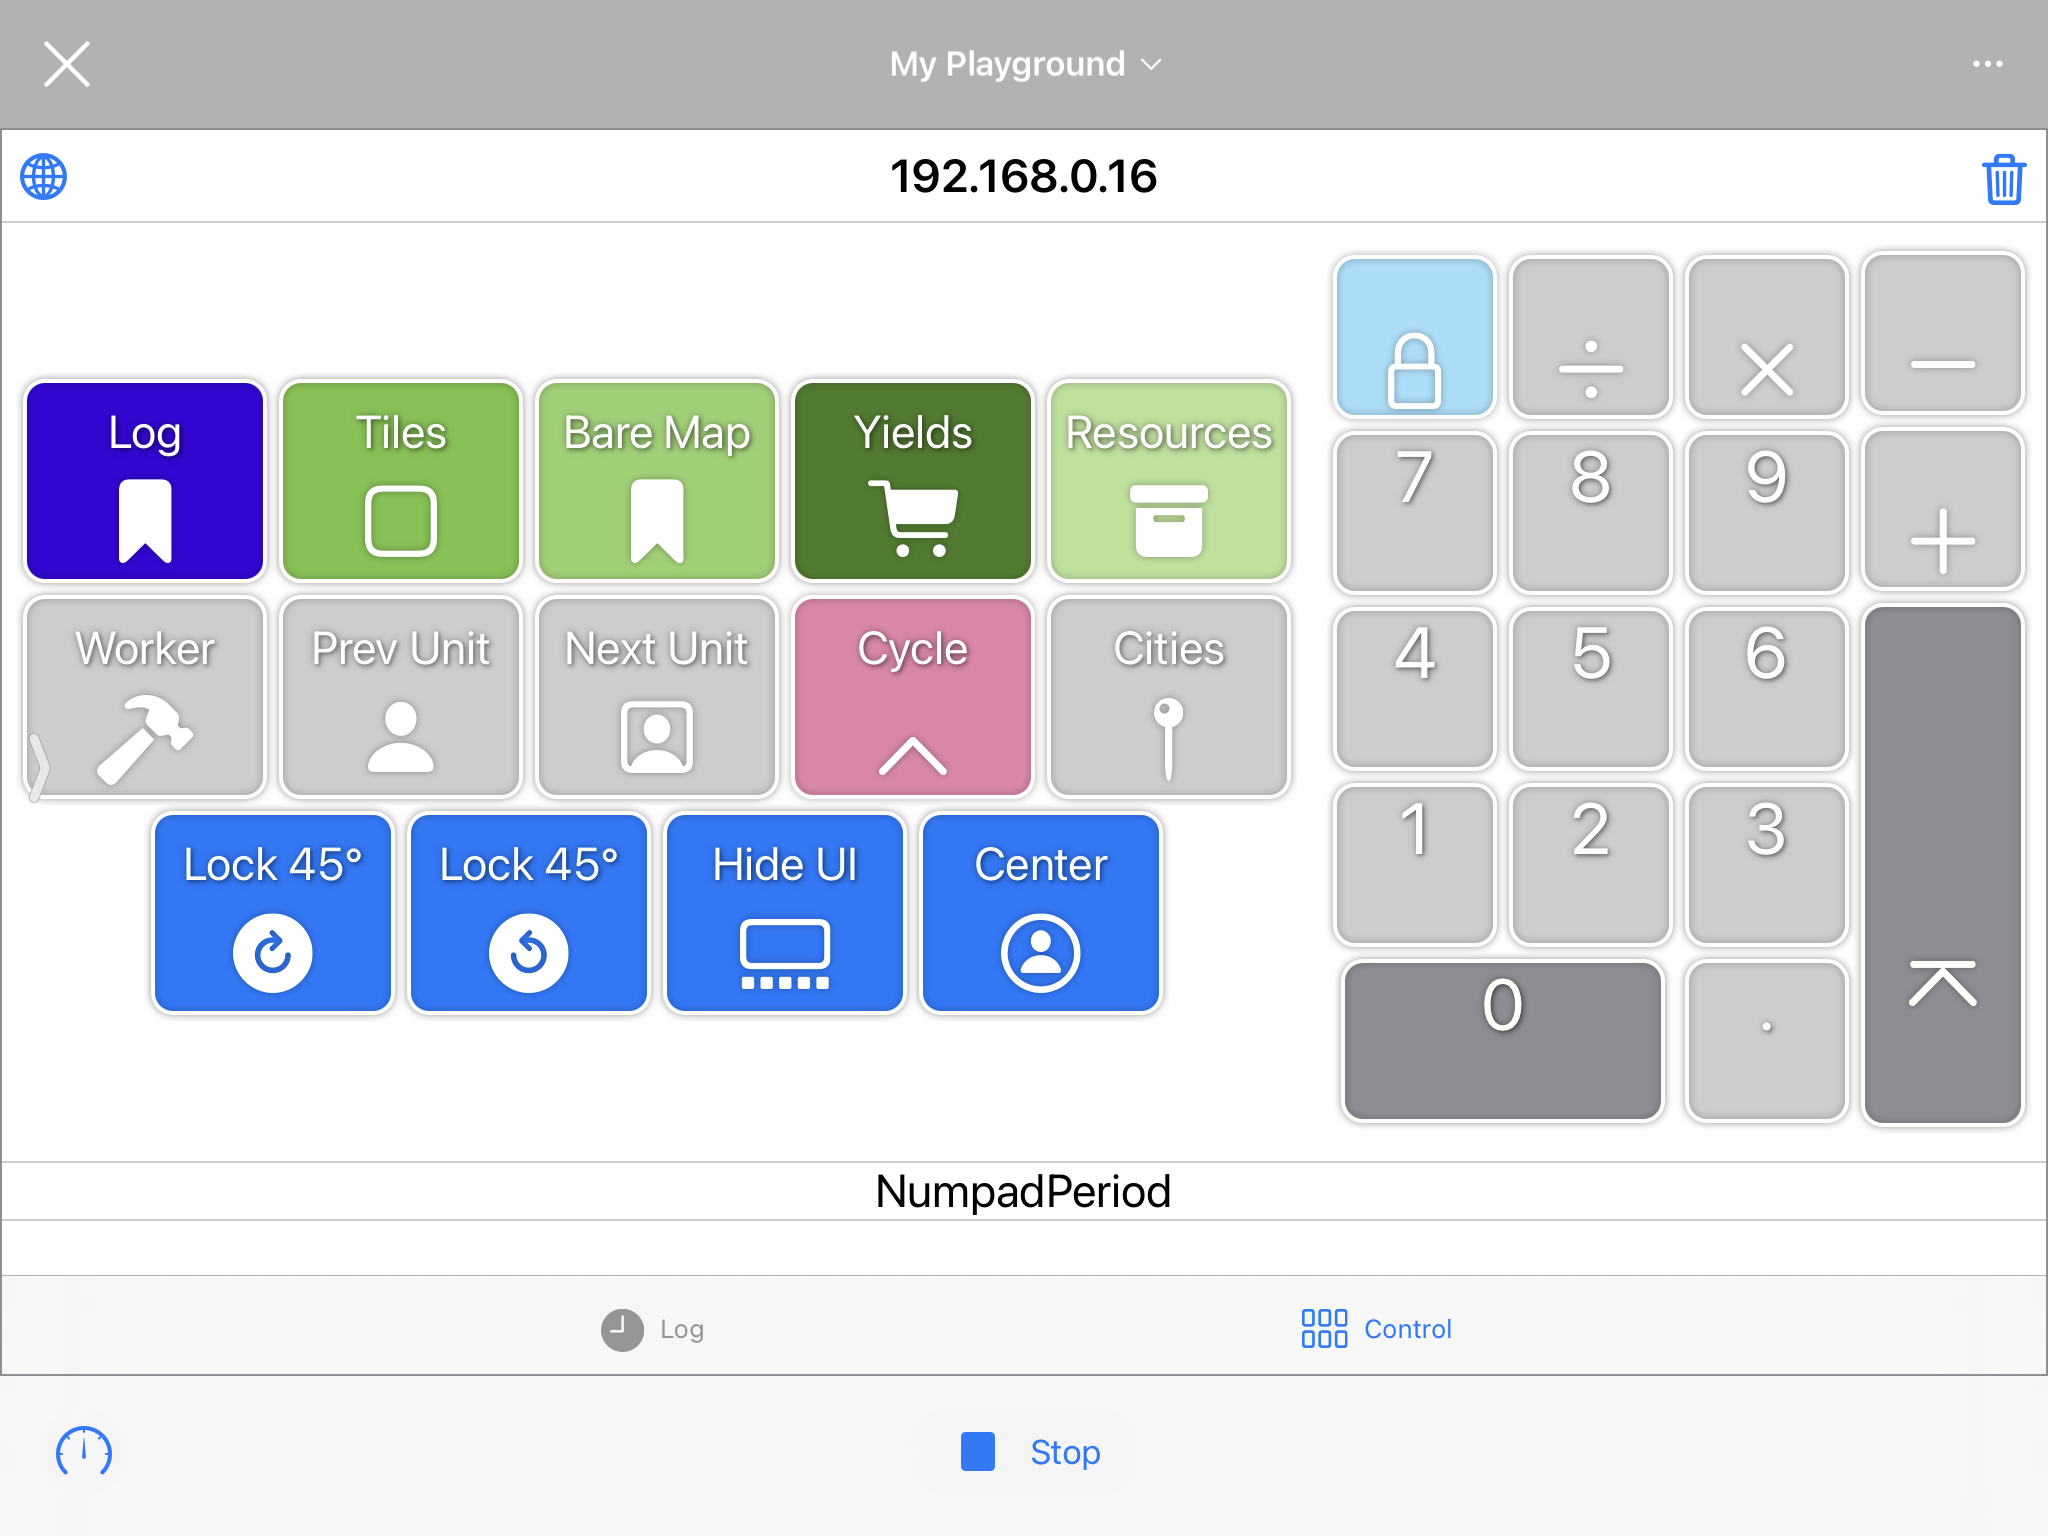 My Playground
192.168.0.16
Log
Tiles
Bare Map
Yields
Resources
Worker
Prev Unit
Next Unit
Cycle
Cities
Lock 45°
Lock 45°
Hide UI
Center
÷
×
−
7
8
9
+
4
5
6
1
2
3
0
.
NumpadPeriod
Log
Control
Stop